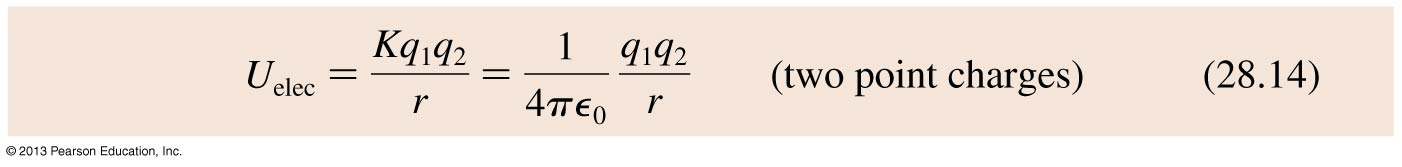 U_elec = Kq₁q₂/r = 1/4πϵ₀ q₁q₂/r (two point charges) (28.14)
© 2013 Pearson Education, Inc.